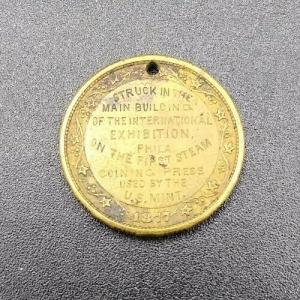 STRUCK IN THE
MAIN BUILDING
OF THE INTERNATIONAL
EXHIBITION,
PHILA
ON THE FIRST STEAM
COINING PRESS
USED BY THE
U.S. MINT.
1877